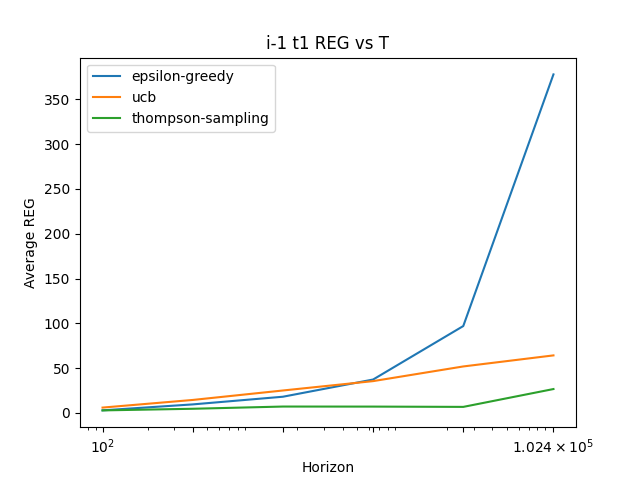 i-1 t1 REG vs T
epsilon-greedy
ucb
thompson-sampling
Average REG
350
300
250
200
150
100
50
0
10²
1.024 × 10⁵
Horizon